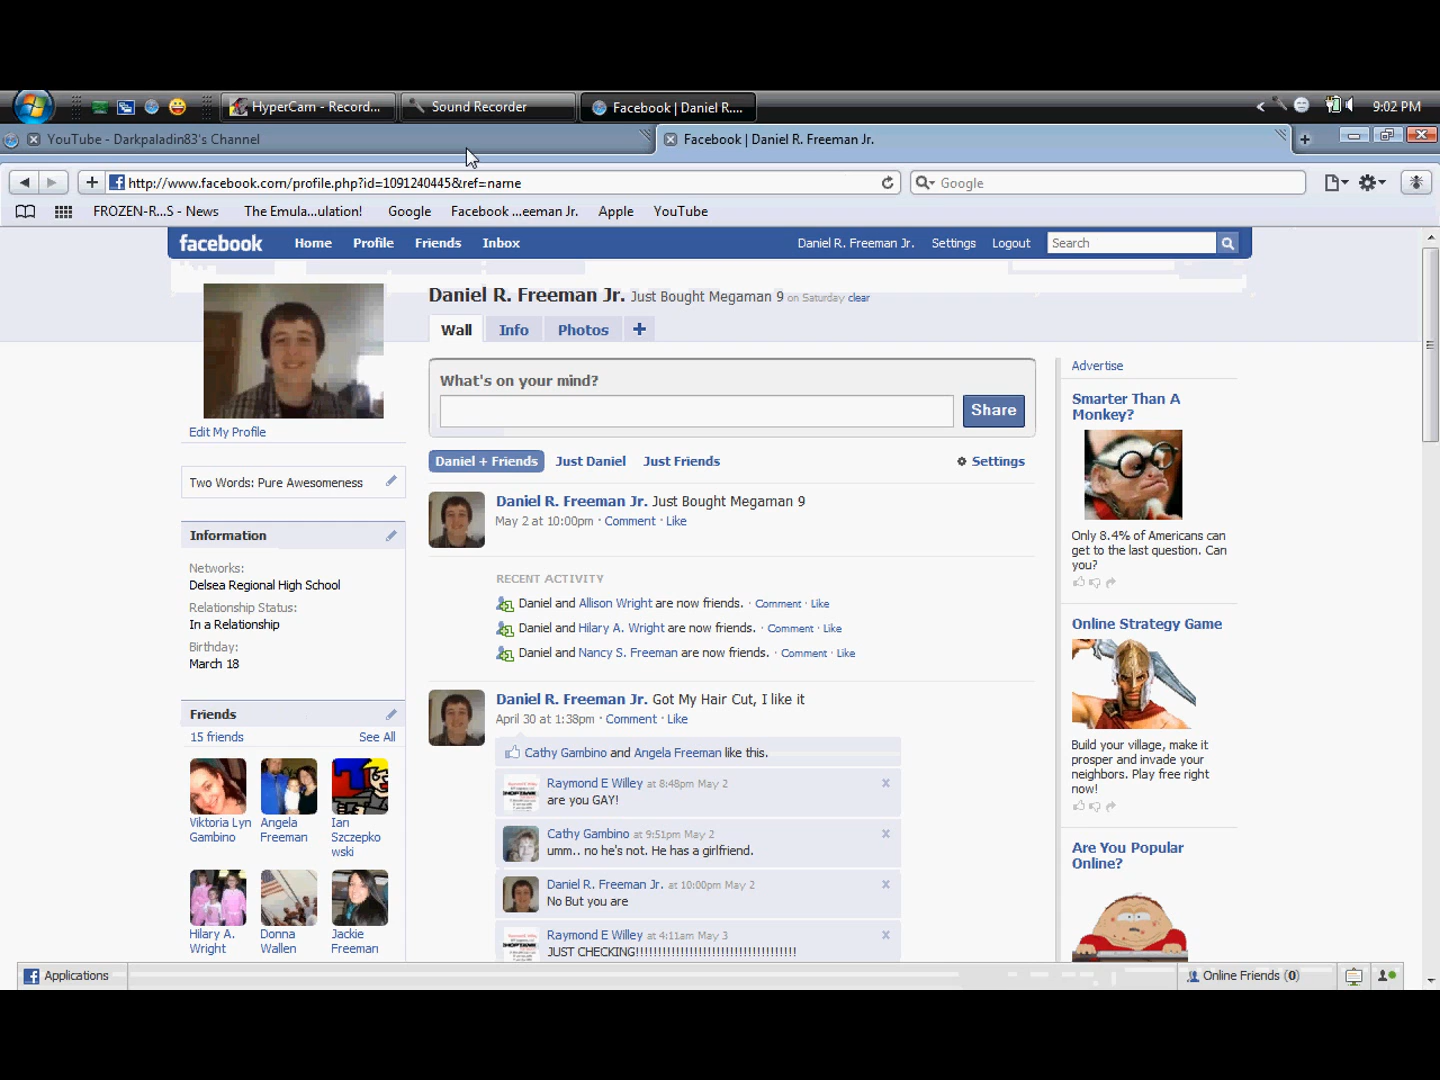 HyperCam - Record...
Sound Recorder
Facebook | Daniel R....
9:02 PM
YouTube - Darkpaladin83's Channel
Facebook | Daniel R. Freeman Jr.
http://www.facebook.com/profile.php?id=1091240445&ref=name
Google
FROZEN-R...S - News
The Emula...ulation!
Google
Facebook ...eeman Jr.
Apple
YouTube
facebook
Home
Profile
Friends
Inbox
Daniel R. Freeman Jr.
Settings
Logout
Search
Daniel R. Freeman Jr. Just Bought Megaman 9 on Saturday clear
Wall
Info
Photos
+
What's on your mind?
Share
Edit My Profile
Two Words: Pure Awesomeness
Information
Networks:
Delsea Regional High School
Relationship Status:
In a Relationship
Birthday:
March 18
Friends
15 friends
See All
Viktoria Lyn
Gambino
Angela
Freeman
Ian
Szczepko
wski
Hilary A.
Wright
Donna
Wallen
Jackie
Freeman
Daniel + Friends
Just Daniel
Just Friends
Settings
Daniel R. Freeman Jr. Just Bought Megaman 9
May 2 at 10:00pm · Comment · Like
RECENT ACTIVITY
Daniel and Allison Wright are now friends. · Comment · Like
Daniel and Hilary A. Wright are now friends. · Comment · Like
Daniel and Nancy S. Freeman are now friends. · Comment · Like
Daniel R. Freeman Jr. Got My Hair Cut, I like it
April 30 at 1:38pm · Comment · Like
Cathy Gambino and Angela Freeman like this.
Raymond E Willey at 8:48pm May 2
are you GAY!
Cathy Gambino at 9:51pm May 2
umm.. no he's not. He has a girlfriend.
Daniel R. Freeman Jr. at 10:00pm May 2
No But you are
Raymond E Willey at 4:11am May 3
JUST CHECKING!!!!!!!!!!!!!!!!!!!!!!!!!!!!!!!!!!!!
Advertise
Smarter Than A
Monkey?
Only 8.4% of Americans can
get to the last question. Can
you?
Online Strategy Game
Build your village, make it
prosper and invade your
neighbors. Play free right
now!
Are You Popular
Online?
Applications
Online Friends (0)